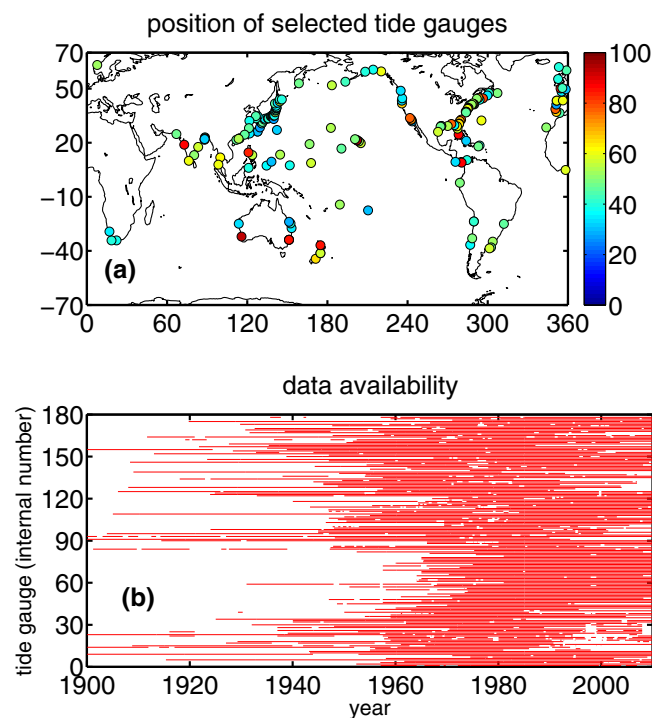 position of selected tide gauges
70
50
20
−10
−40
−70
(a)
0 60 120 180 240 300 360
100
80
60
40
20
0
data availability
tide gauge (internal number)
180
150
120
90
60
30
0
(b)
1900 1920 1940 1960 1980 2000
year